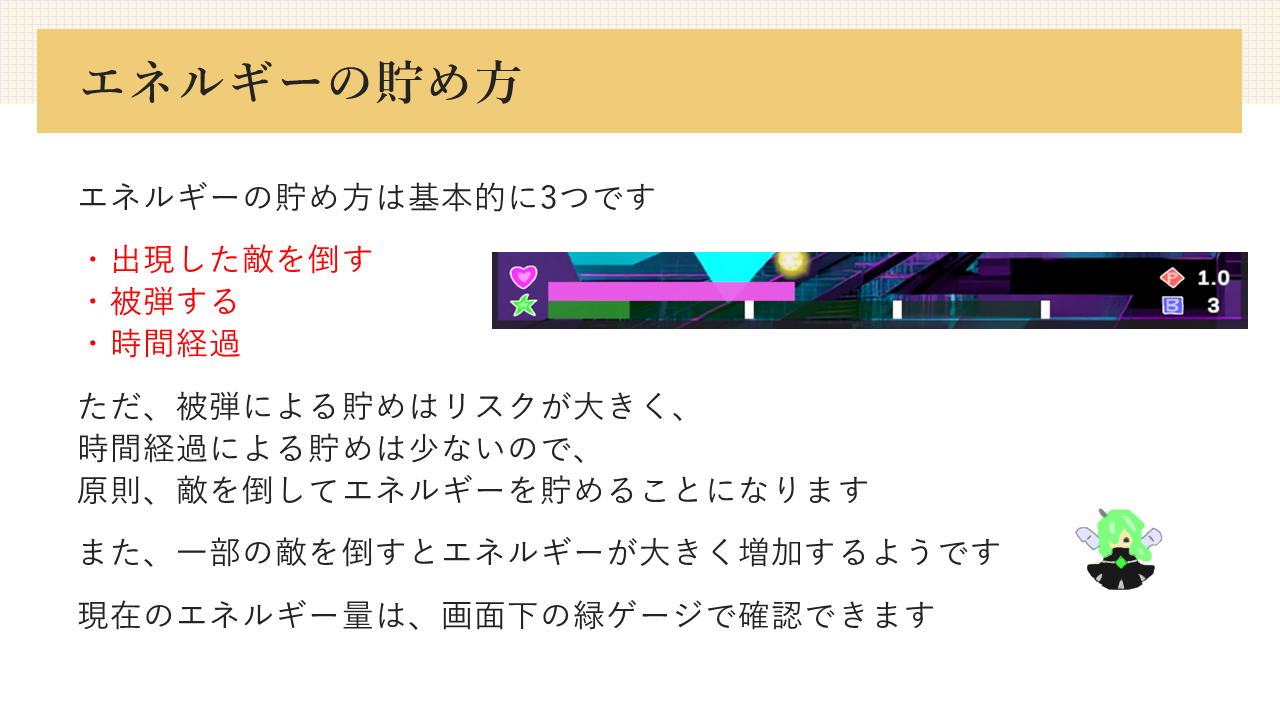 エネルギーの貯め方
エネルギーの貯め方は基本的に3つです
・出現した敵を倒す
・被弾する
・時間経過
P 1.0
B 3
ただ、被弾による貯めはリスクが大きく、
時間経過による貯めは少ないので、
原則、敵を倒してエネルギーを貯めることになります
また、一部の敵を倒すとエネルギーが大きく増加するようです
現在のエネルギー量は、画面下の緑ゲージで確認できます